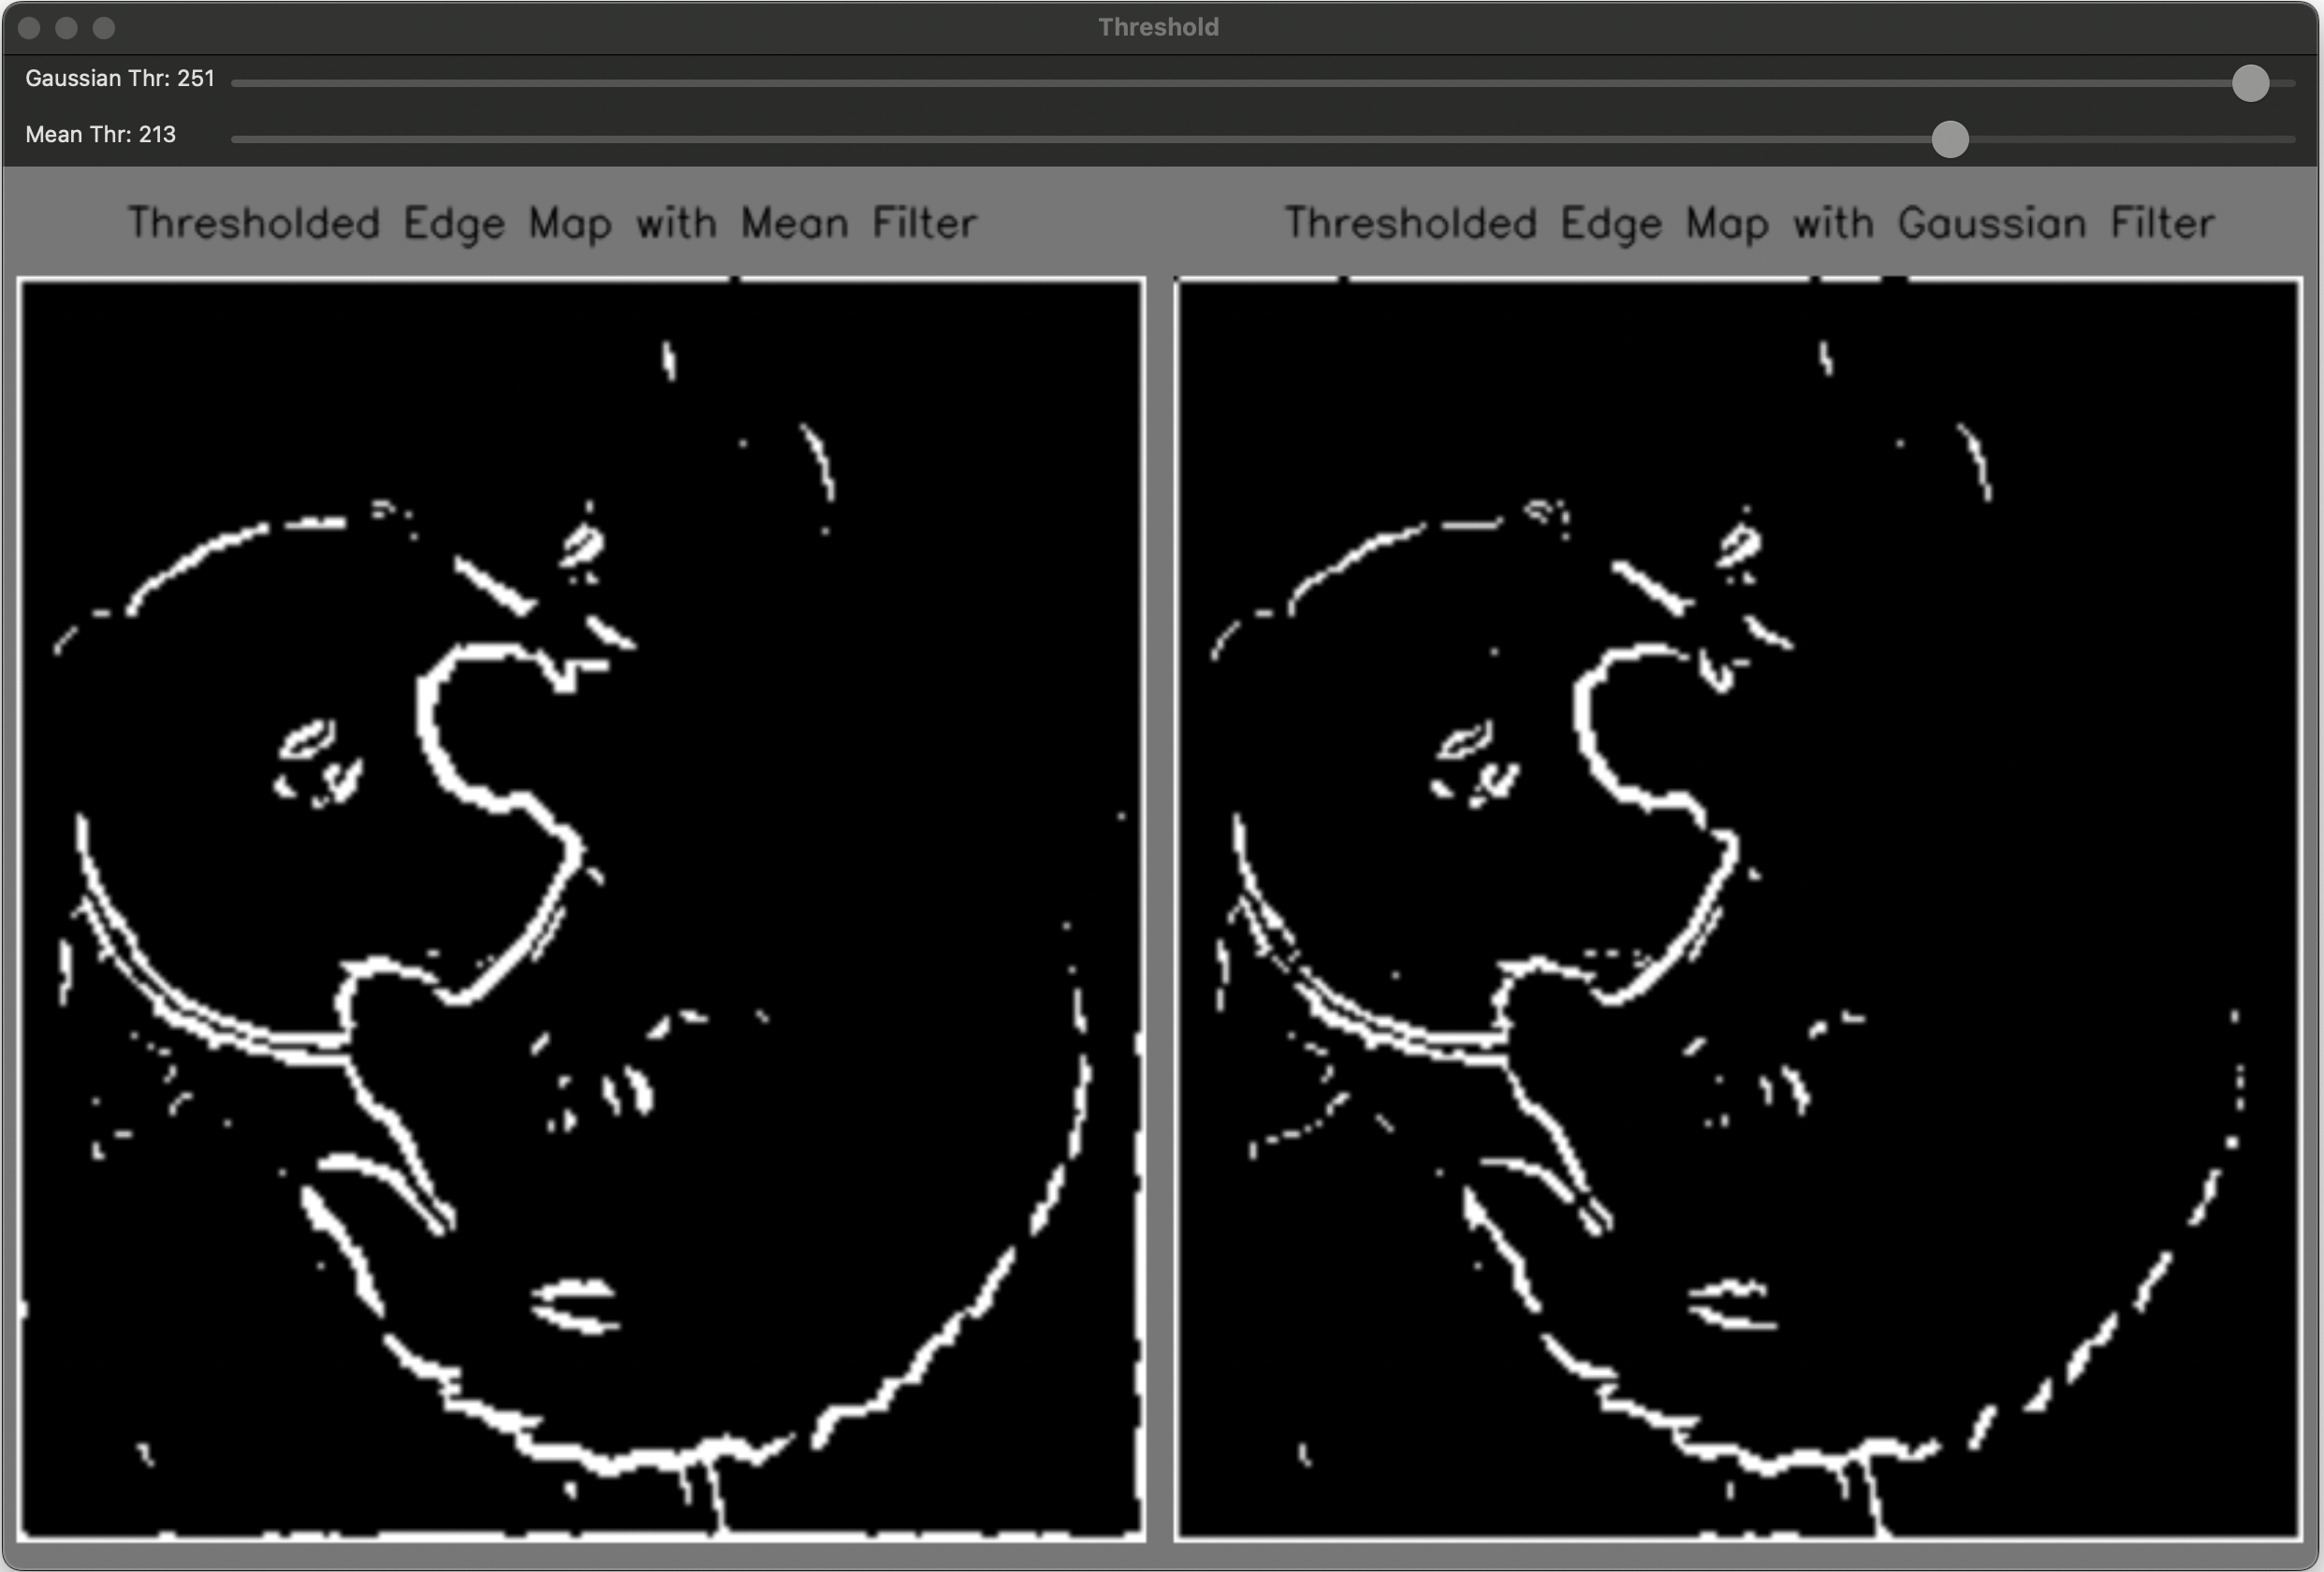 Threshold
Gaussian Thr: 251
Mean Thr: 213
Thresholded Edge Map with Mean Filter
Thresholded Edge Map with Gaussian Filter